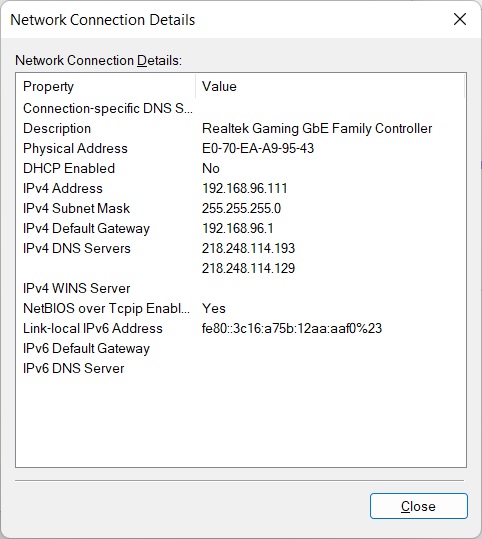 Network Connection Details
Network Connection Details:
Property Value
Connection-specific DNS S...
Description Realtek Gaming GbE Family Controller
Physical Address E0-70-EA-A9-95-43
DHCP Enabled No
IPv4 Address 192.168.96.111
IPv4 Subnet Mask 255.255.255.0
IPv4 Default Gateway 192.168.96.1
IPv4 DNS Servers 218.248.114.193
218.248.114.129
IPv4 WINS Server
NetBIOS over Tcpip Enabl... Yes
Link-local IPv6 Address fe80::3c16:a75b:12aa:aaf0%23
IPv6 Default Gateway
IPv6 DNS Server
Close